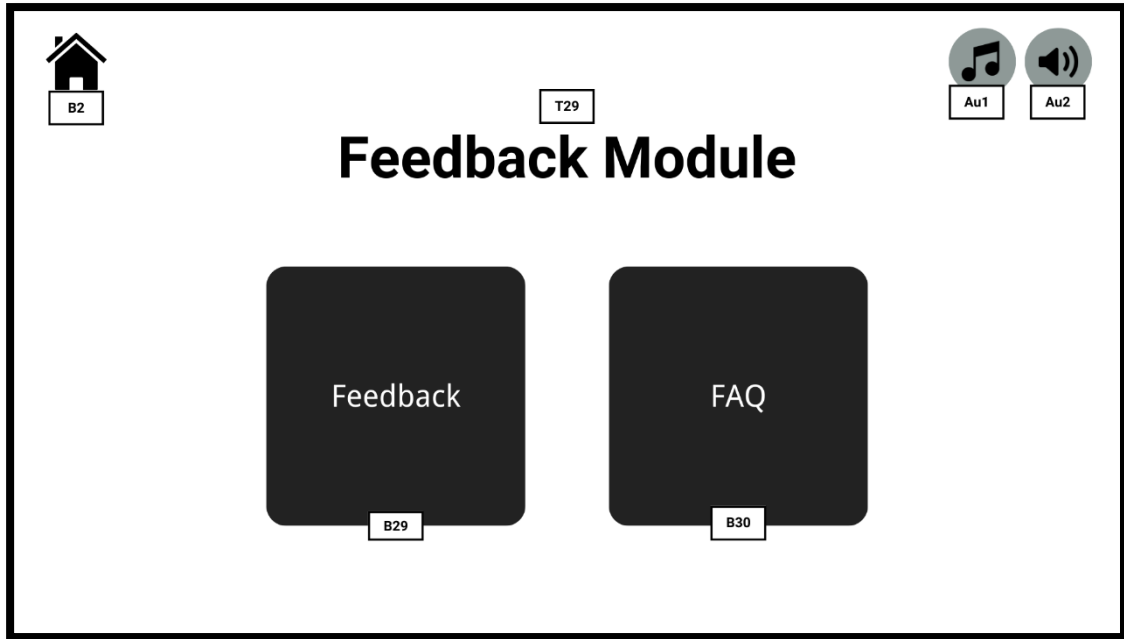 B2
T29
Au1
Au2
Feedback Module
Feedback
FAQ
B29
B30